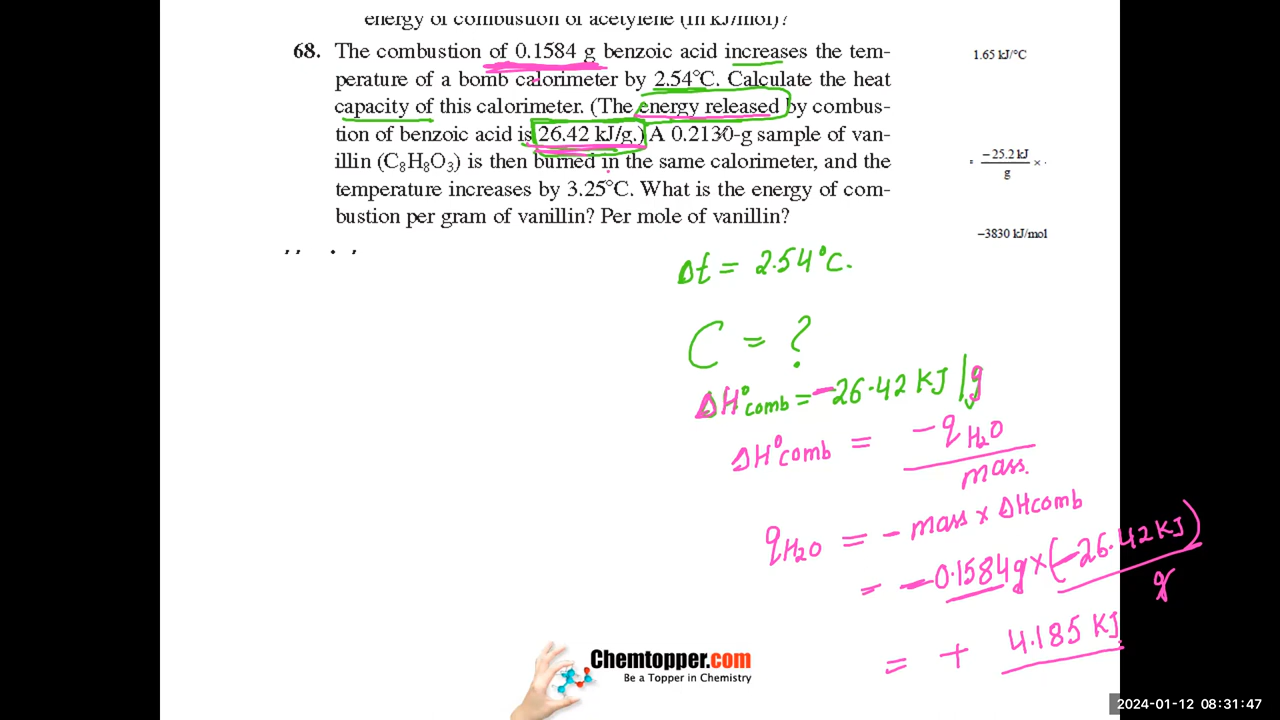 energy of combustion of acetylene (in kJ/mol)?
68. The combustion of 0.1584 g benzoic acid increases the tem-
perature of a bomb calorimeter by 2.54°C. Calculate the heat
capacity of this calorimeter. (The energy released by combus-
tion of benzoic acid is 26.42 kJ/g.) A 0.2130-g sample of van-
illin (C₈H₈O₃) is then burned in the same calorimeter, and the
temperature increases by 3.25°C. What is the energy of com-
bustion per gram of vanillin? Per mole of vanillin?
1.65 kJ/°C
= −25.2 kJ / g × ·
−3830 kJ/mol
Δt = 2.54°C.
C = ?
ΔH°comb = −26.42 KJ/g
ΔH°comb = −qH₂O / mass.
qH₂O = − mass × ΔHcomb
= −0.1584g × (−26.42 KJ) / g
= + 4.185 KJ
Chemtopper.com
Be a Topper in Chemistry
2024-01-12 08:31:47